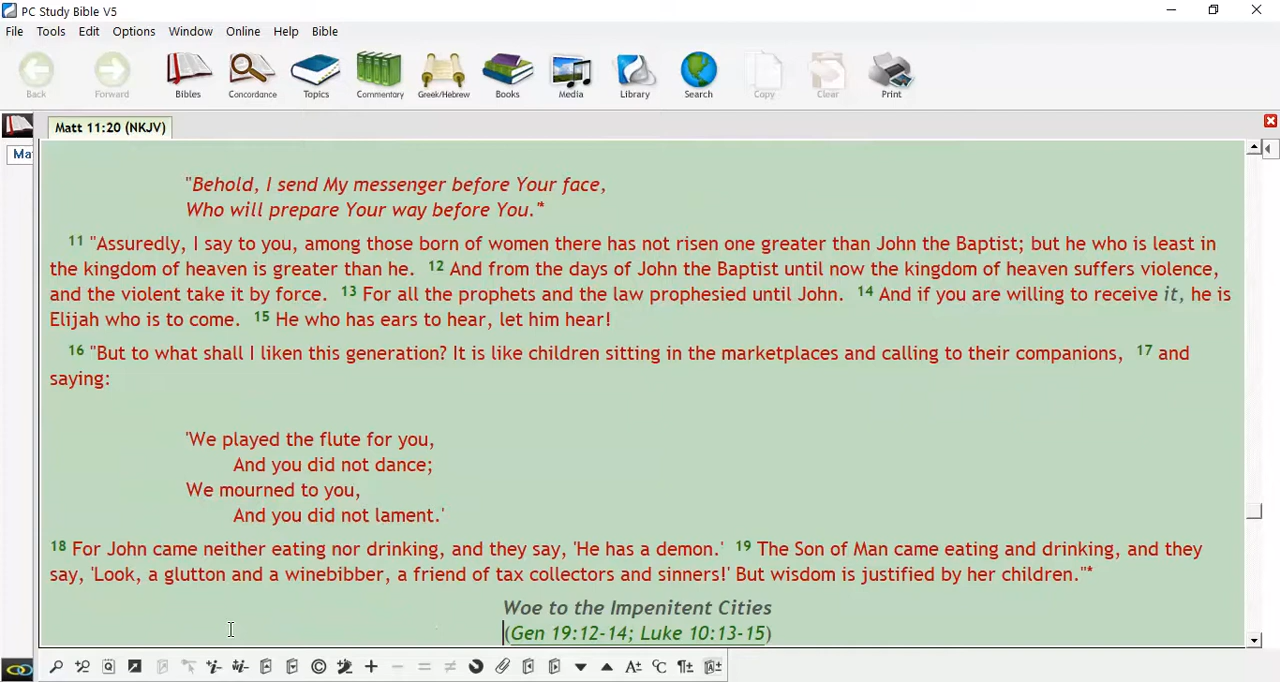 PC Study Bible V5
File Tools Edit Options Window Online Help Bible
Back Forward Bibles Concordance Topics Commentary Greek/Hebrew Books Media Library Search Copy Clear Print
Matt 11:20 (NKJV)
Ma
"Behold, I send My messenger before Your face,
Who will prepare Your way before You."*
11 "Assuredly, I say to you, among those born of women there has not risen one greater than John the Baptist; but he who is least in
the kingdom of heaven is greater than he. 12 And from the days of John the Baptist until now the kingdom of heaven suffers violence,
and the violent take it by force. 13 For all the prophets and the law prophesied until John. 14 And if you are willing to receive it, he is
Elijah who is to come. 15 He who has ears to hear, let him hear!
16 "But to what shall I liken this generation? It is like children sitting in the marketplaces and calling to their companions, 17 and
saying:
'We played the flute for you,
And you did not dance;
We mourned to you,
And you did not lament.'
18 For John came neither eating nor drinking, and they say, 'He has a demon.' 19 The Son of Man came eating and drinking, and they
say, 'Look, a glutton and a winebibber, a friend of tax collectors and sinners!' But wisdom is justified by her children."*
Woe to the Impenitent Cities
(Gen 19:12-14; Luke 10:13-15)